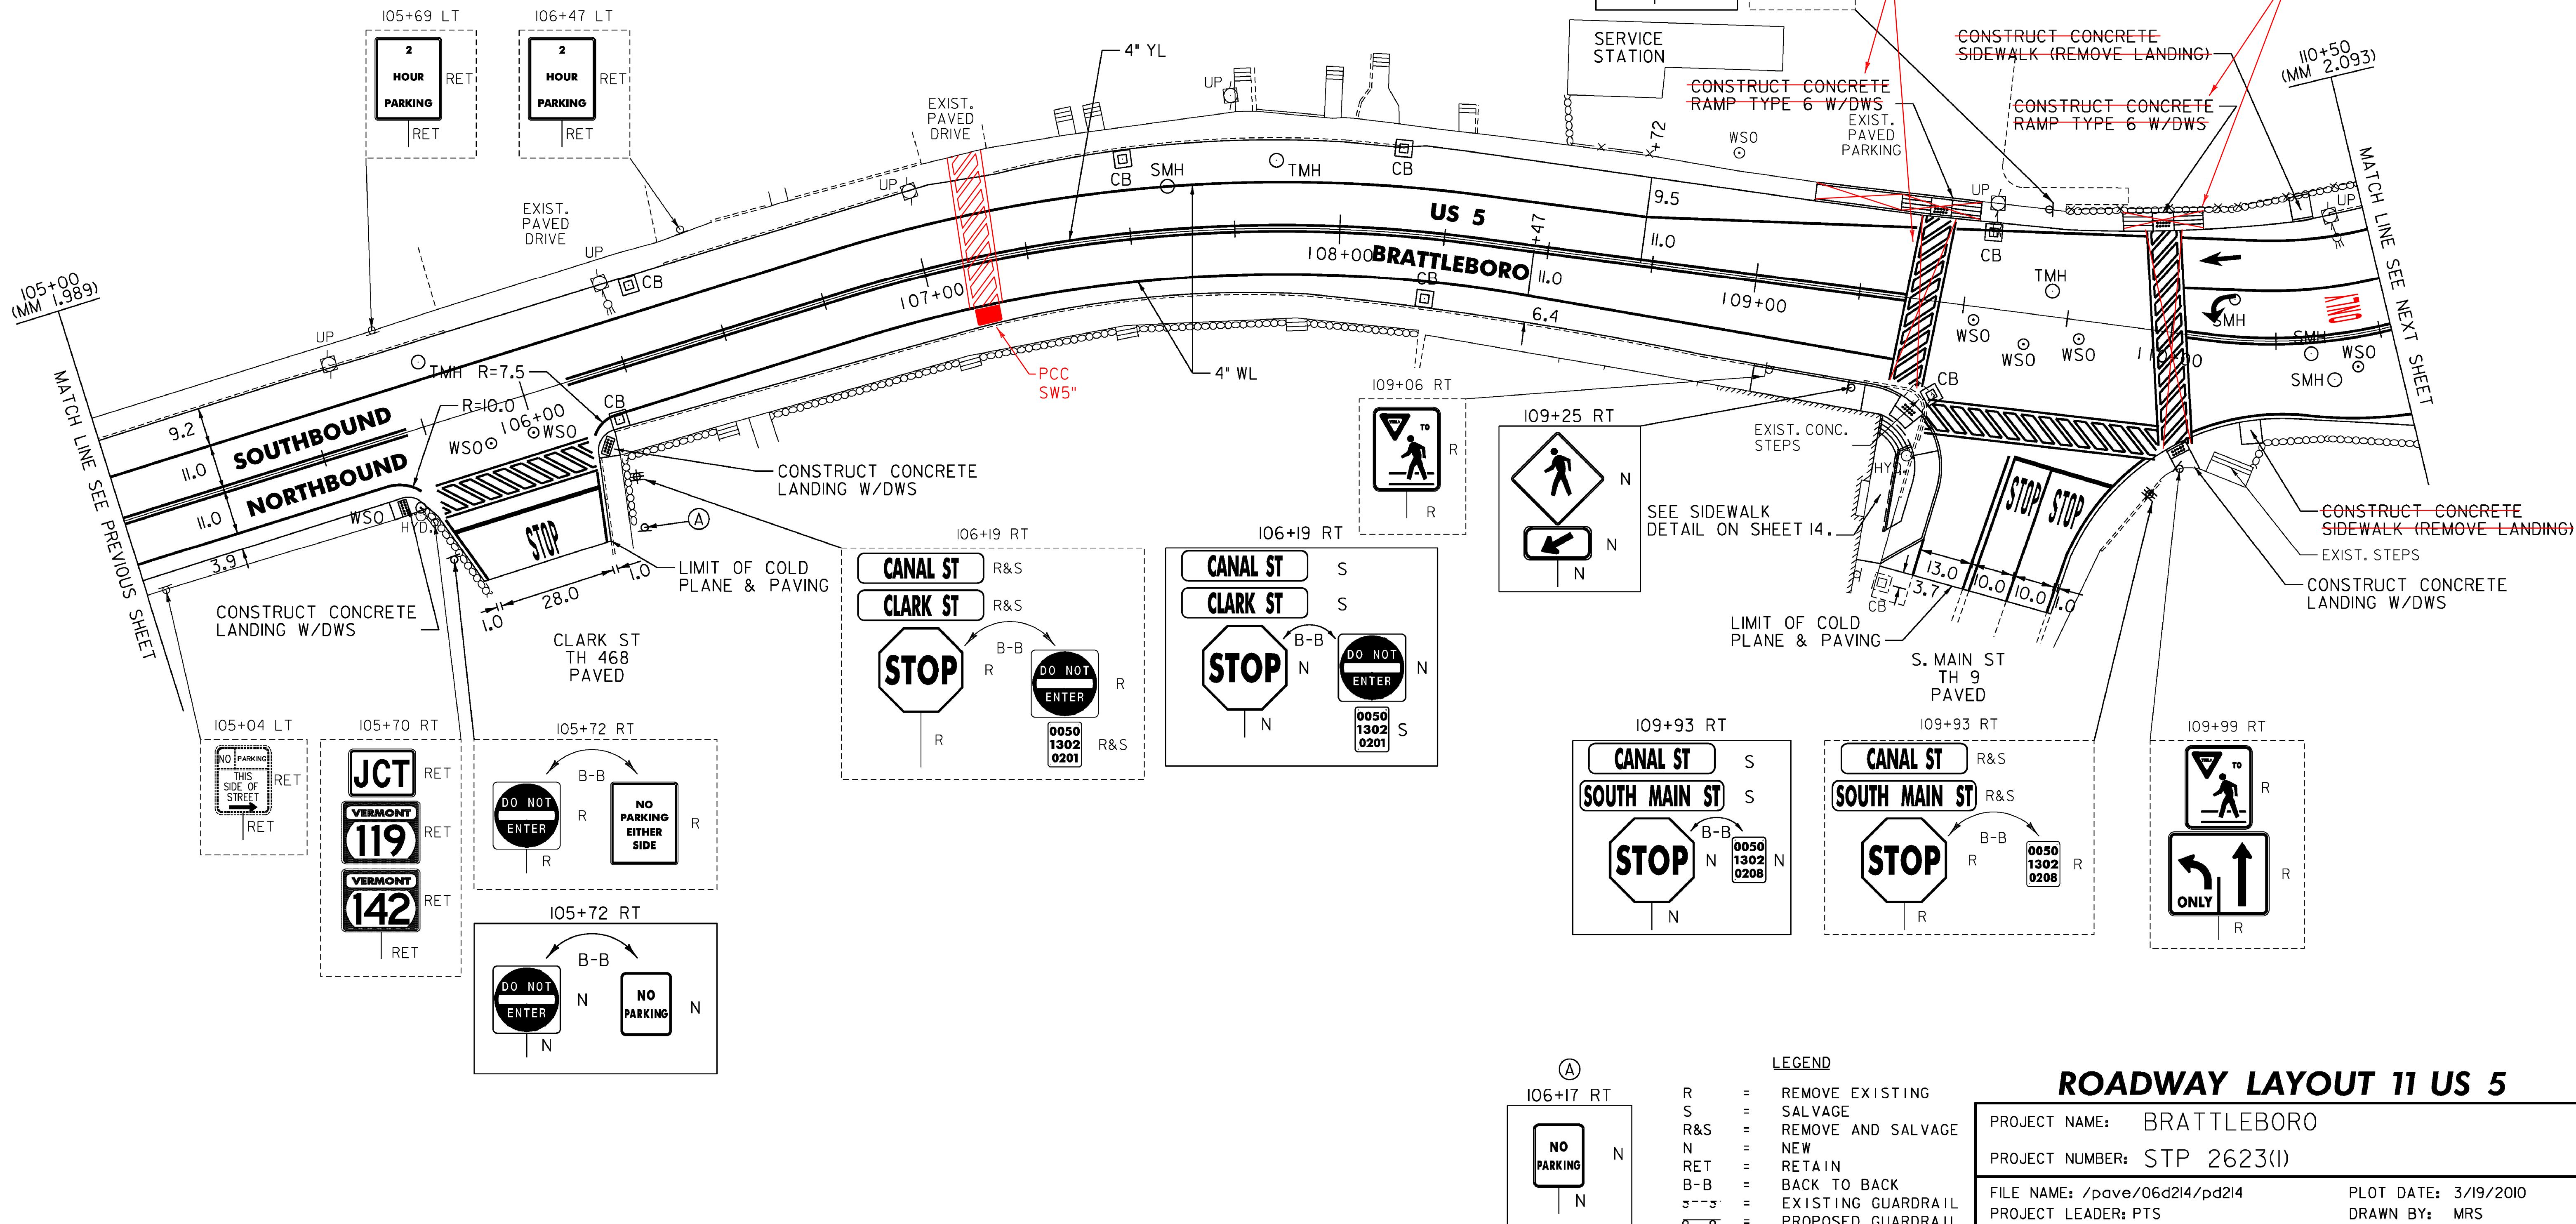 105+69 LT
106+47 LT
2
HOUR
PARKING
RET
RET
2
HOUR
PARKING
RET
RET
4" YL
SERVICE
STATION
CONSTRUCT CONCRETE
SIDEWALK (REMOVE LANDING)
110+50
(MM 2.093)
CONSTRUCT CONCRETE
RAMP TYPE 6 W/DWS
CONSTRUCT CONCRETE
RAMP TYPE 6 W/DWS
EXIST.
PAVED
PARKING
EXIST.
PAVED
DRIVE
EXIST.
PAVED
DRIVE
UP
UP
UP
UP
UP
UP
CB
SMH
TMH
CB
+72
WSO
9.5
US 5
+47
11.0
108+00
BRATTLEBORO
11.0
CB
107+00
109+00
6.4
CB
CB
TMH
SMH
SMH
WSO
WSO
WSO
WSO
SMH
CB
MATCH LINE SEE NEXT SHEET
105+00
(MM 1.989)
MATCH LINE SEE PREVIOUS SHEET
TMH
R=7.5
R=10.0
106+00
CB
WSO
WSO
9.2
11.0
11.0
3.9
SOUTHBOUND
NORTHBOUND
WSO
HYD.
STOP
PCC
SW5"
4" WL
CONSTRUCT CONCRETE
LANDING W/DWS
A
LIMIT OF COLD
PLANE & PAVING
1.0
28.0
1.0
CONSTRUCT CONCRETE
LANDING W/DWS
CLARK ST
TH 468
PAVED
109+06 RT
TO
R
R
109+25 RT
N
N
N
EXIST. CONC.
STEPS
HYD.
SEE SIDEWALK
DETAIL ON SHEET 14.
STOP
STOP
CB
3.7
13.0
10.0
10.0
1.0
LIMIT OF COLD
PLANE & PAVING
S. MAIN ST
TH 9
PAVED
CONSTRUCT CONCRETE
SIDEWALK (REMOVE LANDING)
EXIST. STEPS
CONSTRUCT CONCRETE
LANDING W/DWS
106+19 RT
CANAL ST
R&S
CLARK ST
R&S
B-B
STOP
R
DO NOT
ENTER
R
0050
1302
0201
R&S
R
106+19 RT
CANAL ST
S
CLARK ST
S
B-B
STOP
N
DO NOT
ENTER
N
0050
1302
0201
S
N
105+04 LT
NO PARKING
THIS
SIDE OF
STREET
RET
RET
105+70 RT
JCT
RET
VERMONT
119
RET
VERMONT
142
RET
RET
105+72 RT
B-B
DO NOT
ENTER
R
NO
PARKING
EITHER
SIDE
R
R
105+72 RT
B-B
DO NOT
ENTER
N
NO
PARKING
N
N
109+93 RT
CANAL ST
S
SOUTH MAIN ST
S
B-B
STOP
N
0050
1302
0208
N
N
109+93 RT
CANAL ST
R&S
SOUTH MAIN ST
R&S
B-B
STOP
R
0050
1302
0208
R
R
109+99 RT
TO
R
ONLY
R
R
A
106+17 RT
NO
PARKING
N
N
LEGEND
R = REMOVE EXISTING
S = SALVAGE
R&S = REMOVE AND SALVAGE
N = NEW
RET = RETAIN
B-B = BACK TO BACK
= EXISTING GUARDRAIL
= PROPOSED GUARDRAIL
ROADWAY LAYOUT 11 US 5
PROJECT NAME: BRATTLEBORO
PROJECT NUMBER: STP 2623(1)
FILE NAME: /pave/06d214/pd214
PLOT DATE: 3/19/2010
PROJECT LEADER: PTS
DRAWN BY: MRS